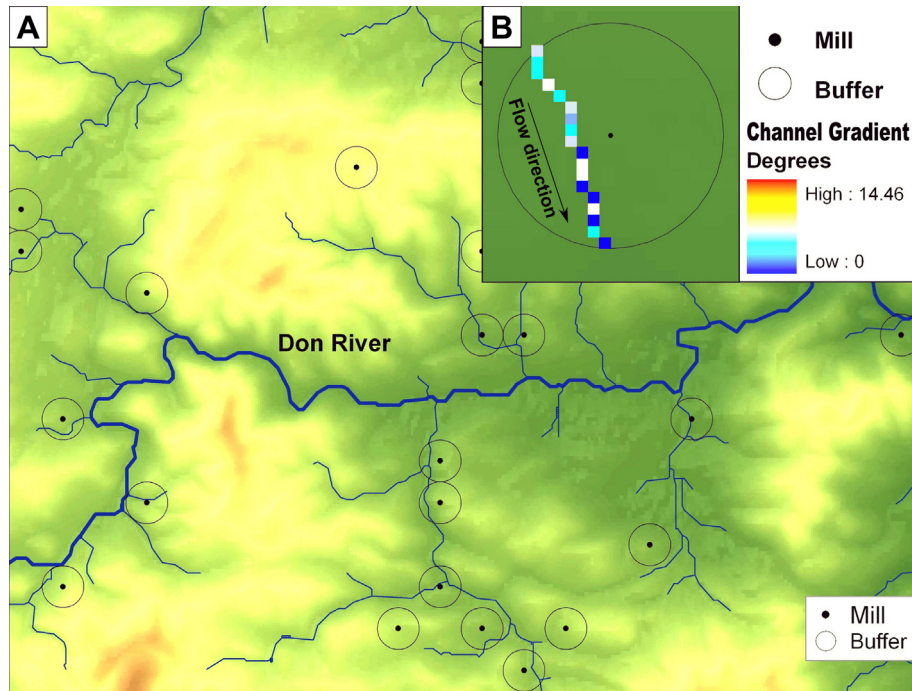 A
Don River
Mill
Buffer
B
Flow direction
Mill
Buffer
Channel Gradient
Degrees
High : 14.46
Low : 0